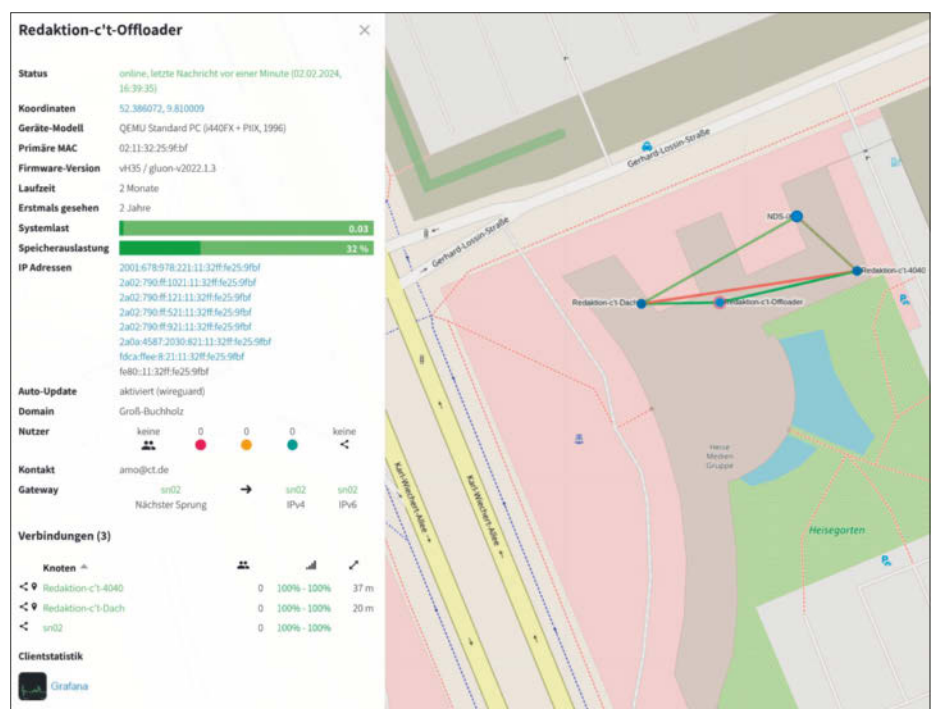 Redaktion-c't-Offloader
Status online, letzte Nachricht vor einer Minute (02.02.2024,
16:39:35)
Koordinaten 52.386072, 9.810009
Geräte-Modell QEMU Standard PC (i440FX + PIIX, 1996)
Primäre MAC 02:11:32:25:9f:bf
Firmware-Version vH35 / gluon-v2022.1.3
Laufzeit 2 Monate
Erstmals gesehen 2 Jahre
Systemlast 0.03
Speicherauslastung 32 %
IP Adressen 2001:678:978:221:11:32ff:fe25:9fbf
2a02:790:ff:1021:11:32ff:fe25:9fbf
2a02:790:ff:121:11:32ff:fe25:9fbf
2a02:790:ff:521:11:32ff:fe25:9fbf
2a02:790:ff:921:11:32ff:fe25:9fbf
2a0a:4587:2030:621:11:32ff:fe25:9fbf
fdca:ffee:8:21:11:32ff:fe25:9fbf
fe80::11:32ff:fe25:9fbf
Auto-Update aktiviert (wireguard)
Domain Groß-Buchholz
Nutzer keine 0 0 0 keine
Kontakt amo@ct.de
Gateway sn02 → sn02 sn02
Nächster Sprung IPv4 IPv6
Verbindungen (3)
Knoten
Redaktion-c't-4040 0 100% - 100% 37 m
Redaktion-c't-Dach 0 100% - 100% 20 m
sn02 0 100% - 100%
Clientstatistik
Grafana
Gerhard-Lossin-Straße
Gerhard-Lossin-Straße
Redaktion-c't-4040
Redaktion-c't-Dach
Redaktion-c't-Offloader
Karl-Wiechert-Allee
Karl-Wiechert-Allee
Heise
Medien
Gruppe
Heisegarten